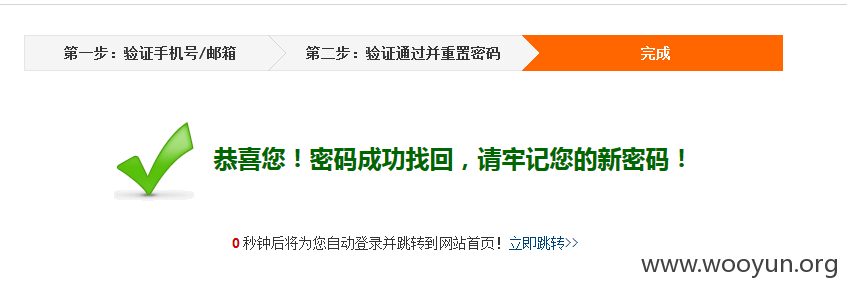 第一步：验证手机号/邮箱 第二步：验证通过并重置密码 完成
恭喜您！密码成功找回，请牢记您的新密码！
0 秒钟后将为您自动登录并跳转到网站首页！立即跳转>>
www.wooyun.org